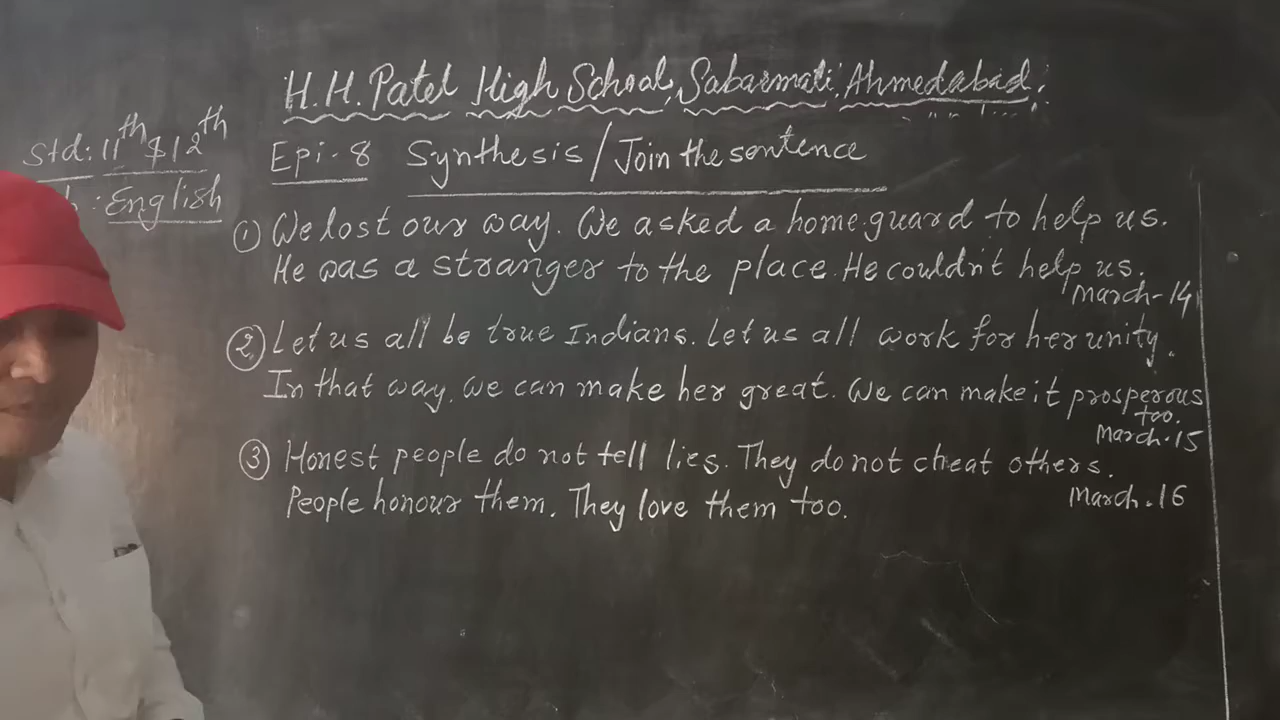 H.H. Patel High School, Sabarmati, Ahmedabad.
Std: 11th & 12th
: English
Epi-8 Synthesis / Join the sentence
① We lost our way. We asked a home-guard to help us.
He was a stranger to the place. He couldn't help us.
March-14
② Let us all be true Indians. Let us all work for her unity.
In that way, we can make her great. We can make it prosperous
too.
March-15
③ Honest people do not tell lies. They do not cheat others.
People honour them. They love them too.
March-16